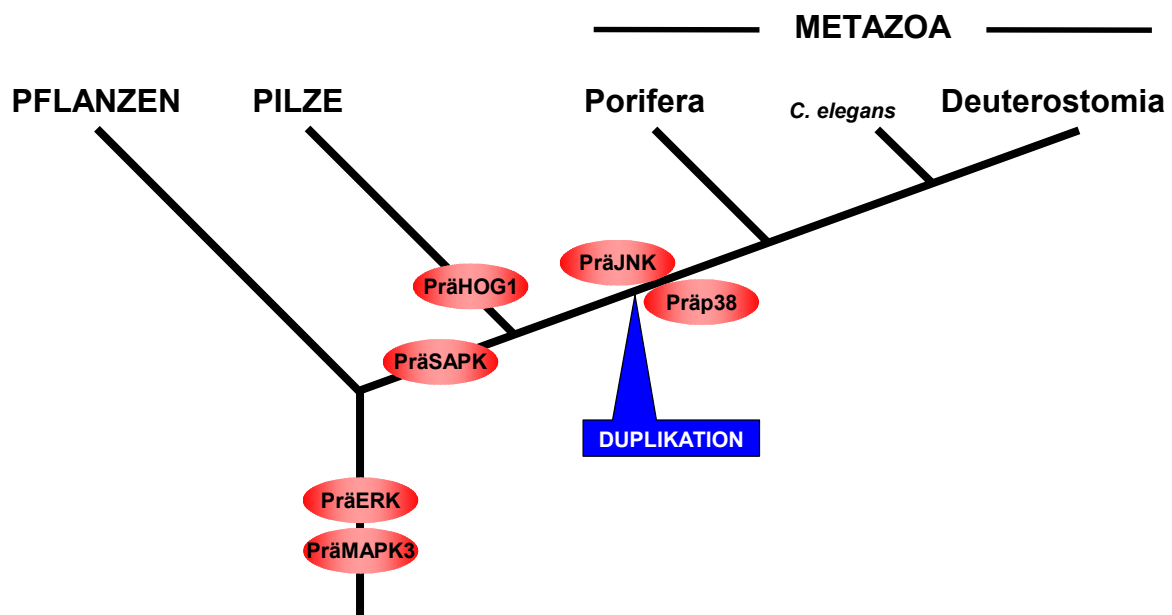 METAZOA
PFLANZEN PILZE Porifera C. elegans Deuterostomia
PräJNK
PräHOG1 Präp38
PräSAPK
DUPLIKATION
PräERK
PräMAPK3